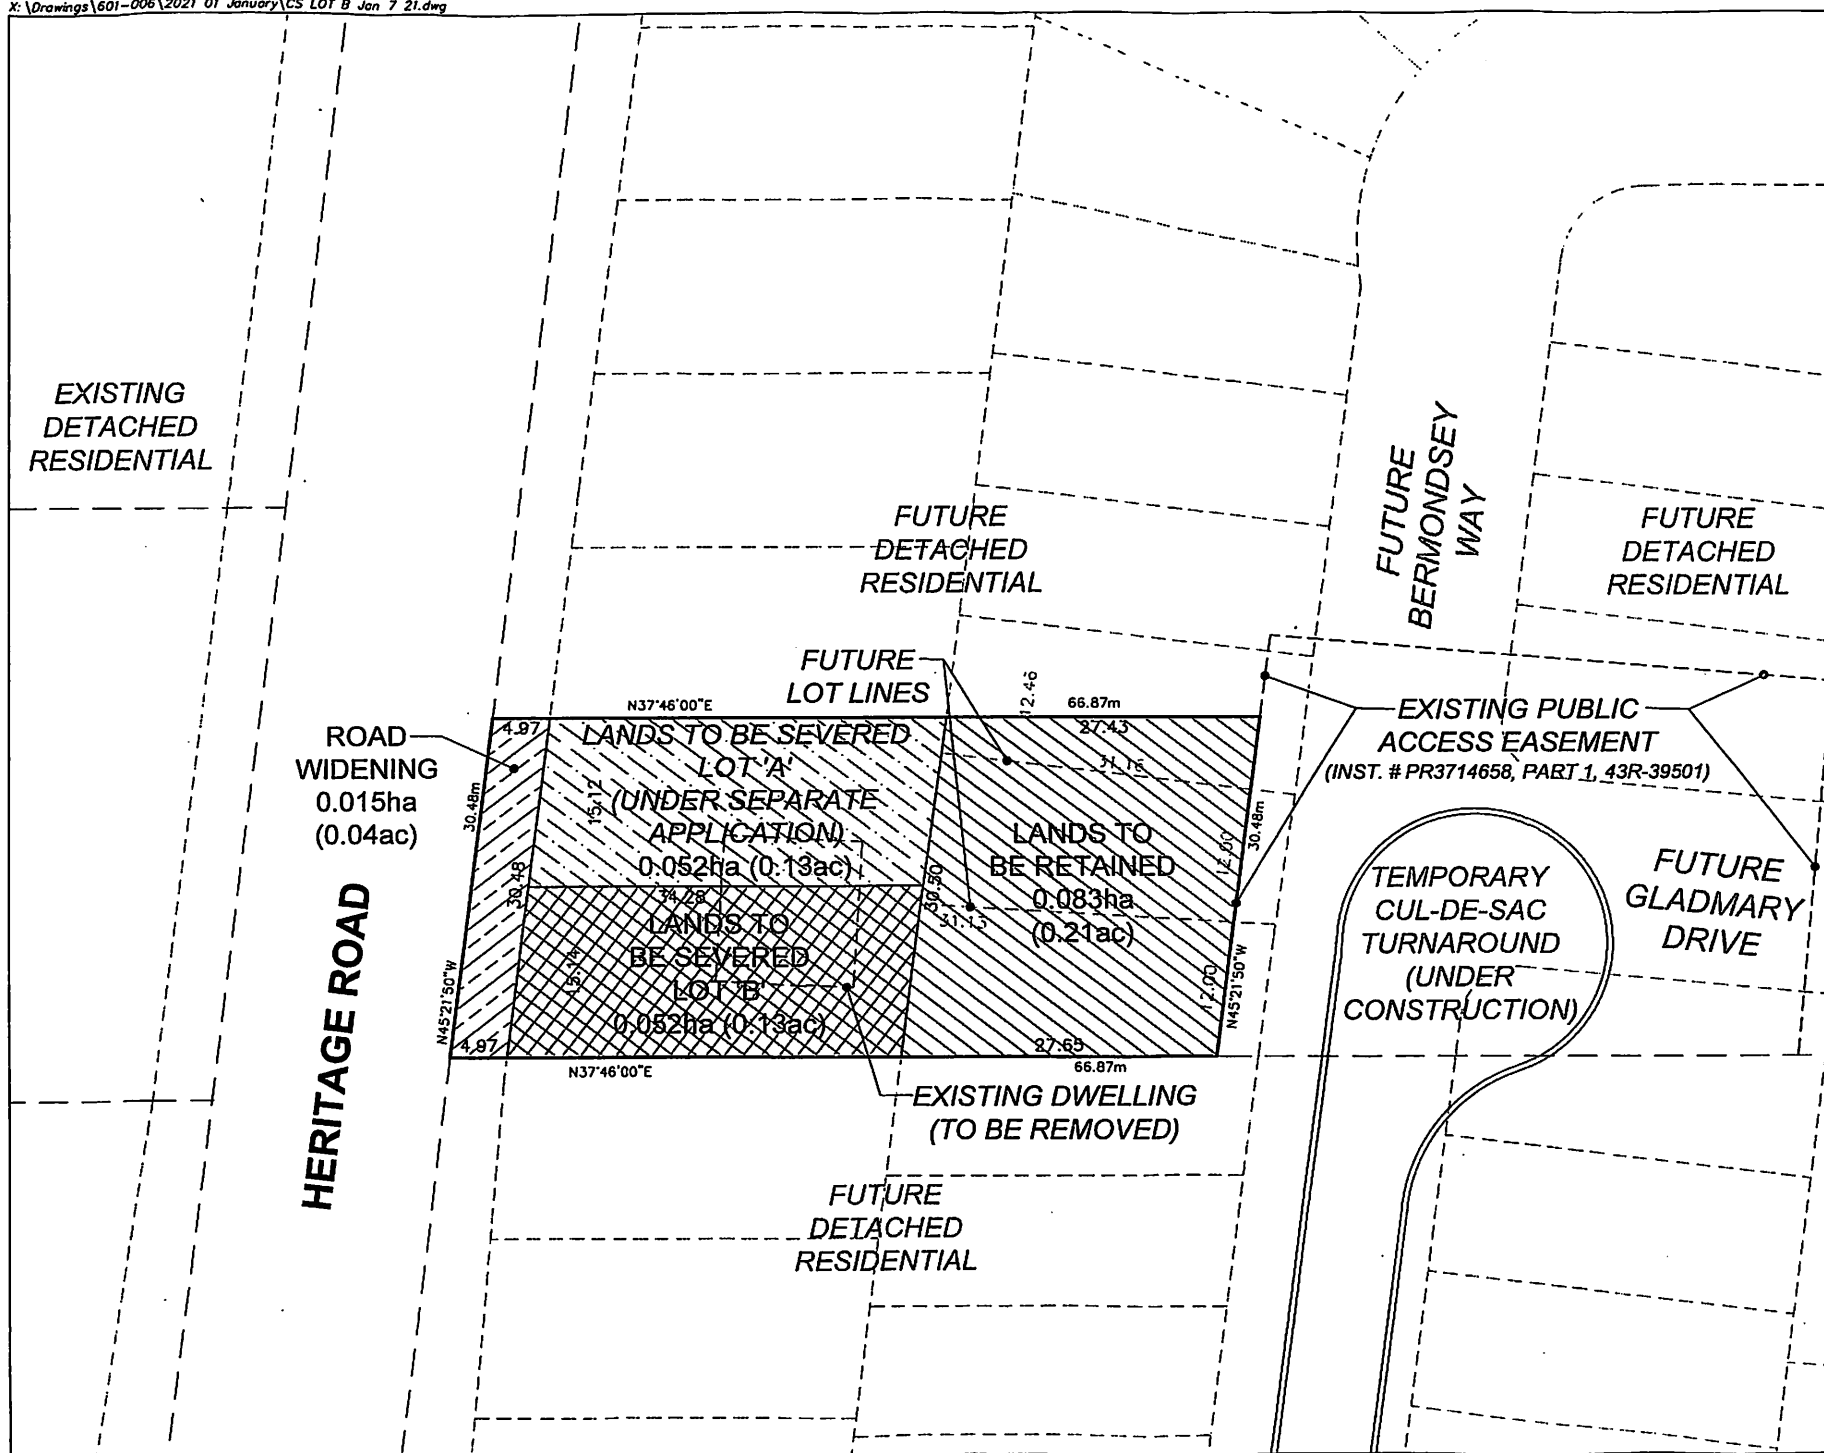 X:\Drawings\601-006\2021 01 January\CS LOT B Jan 7 21.dwg
EXISTING
DETACHED
RESIDENTIAL
FUTURE
DETACHED
RESIDENTIAL
FUTURE
BERMONDSEY
WAY
FUTURE
DETACHED
RESIDENTIAL
FUTURE
LOT LINES
12.46
N37°46'00"E
66.87m
EXISTING PUBLIC
ACCESS EASEMENT
(INST. # PR3714658, PART 1, 43R-39501)
ROAD
WIDENING
0.015ha
(0.04ac)
4.97
LANDS TO BE SEVERED
LOT 'A'
(UNDER SEPARATE
APPLICATION)
0.052ha (0.13ac)
15.12
27.43
31.16
30.48m
30.48
34.28
30.50
LANDS TO
BE RETAINED
0.083ha
(0.21ac)
12.00
30.48m
31.13
LANDS TO
BE SEVERED
LOT 'B'
0.052ha (0.13ac)
15.14
12.00
N45°21'50"W
N45°21'50"W
4.97
27.65
N37°46'00"E
66.87m
TEMPORARY
CUL-DE-SAC
TURNAROUND
(UNDER
CONSTRUCTION)
FUTURE
GLADMARY
DRIVE
HERITAGE ROAD
EXISTING DWELLING
(TO BE REMOVED)
FUTURE
DETACHED
RESIDENTIAL